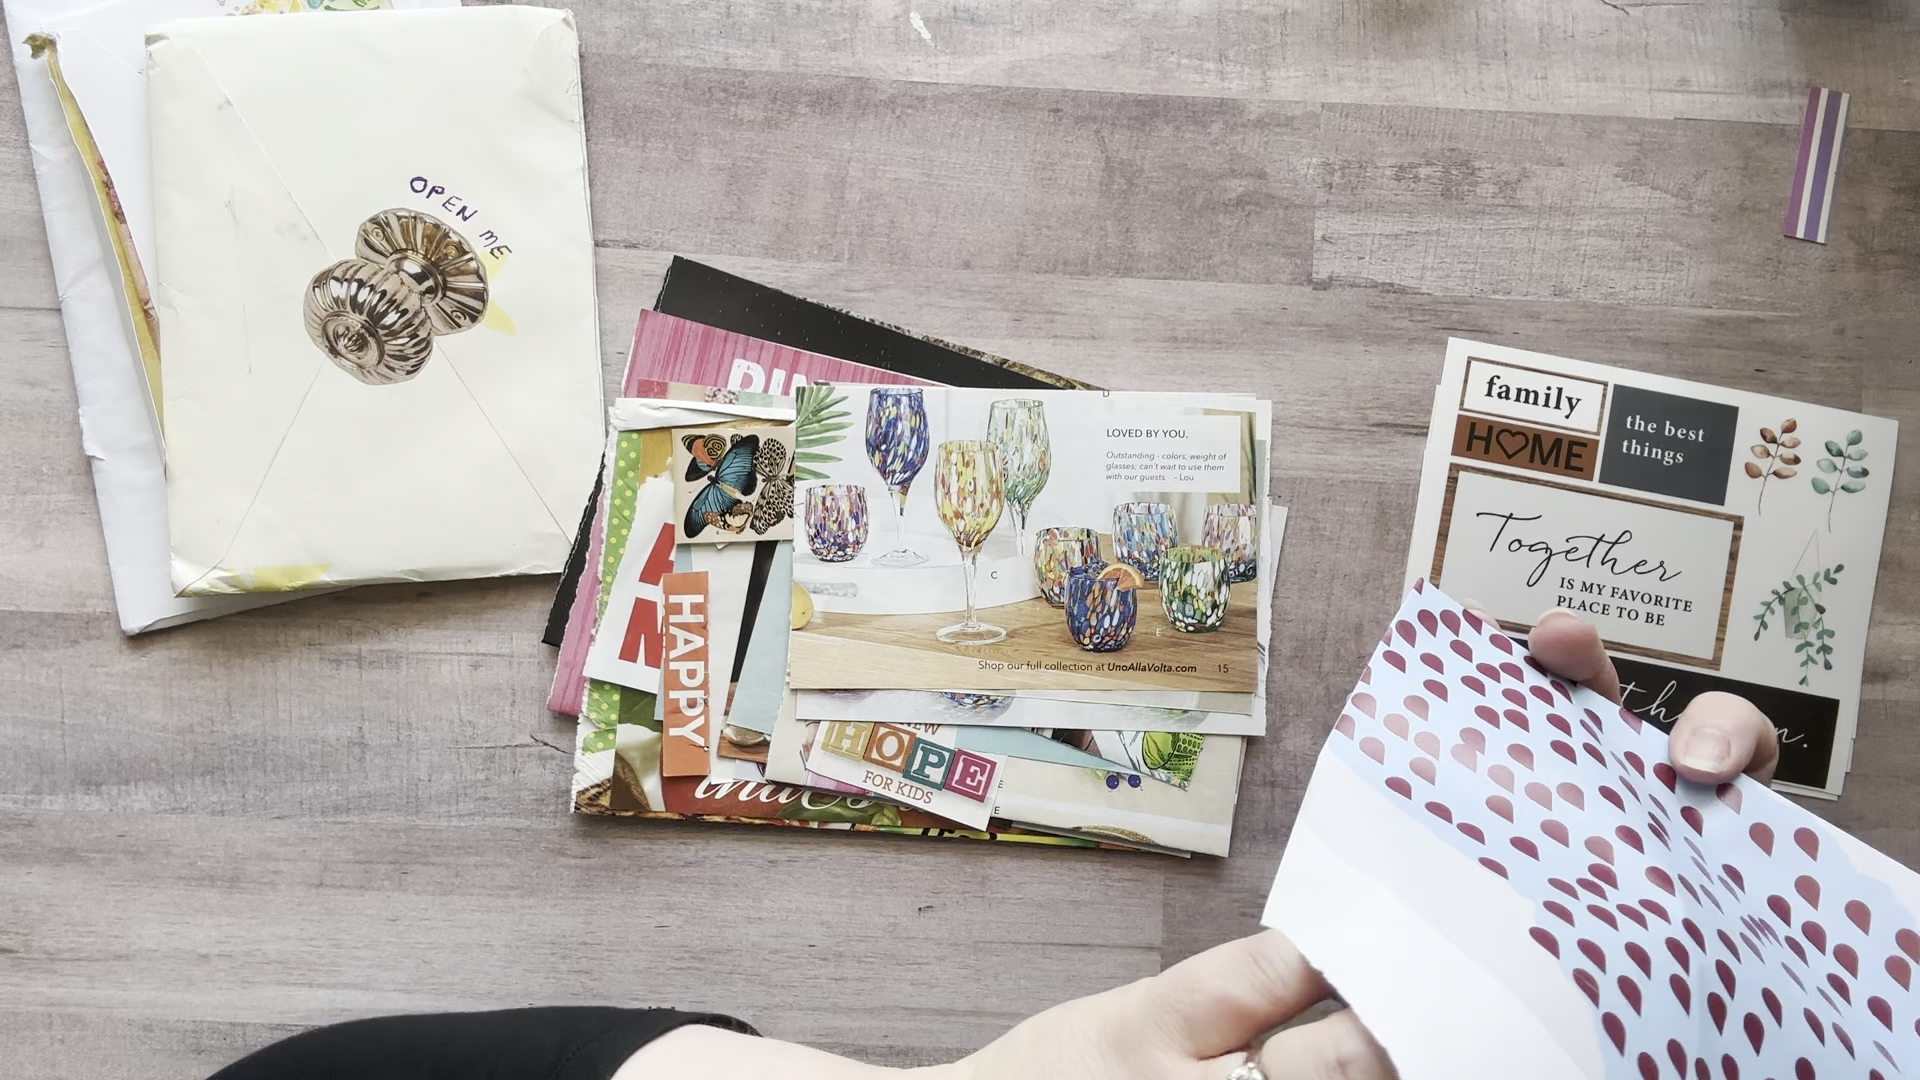 OPEN ME
LOVED BY YOU.
Outstanding - colors, weight of
glasses; can't wait to use them
with our guests - Lou
D
C
E
Shop our full collection at UnoAllaVolta.com 15
HAPPY
NEW
HOPE
FOR KIDS
E
E
family
HOME
the best
things
Together
IS MY FAVORITE
PLACE TO BE